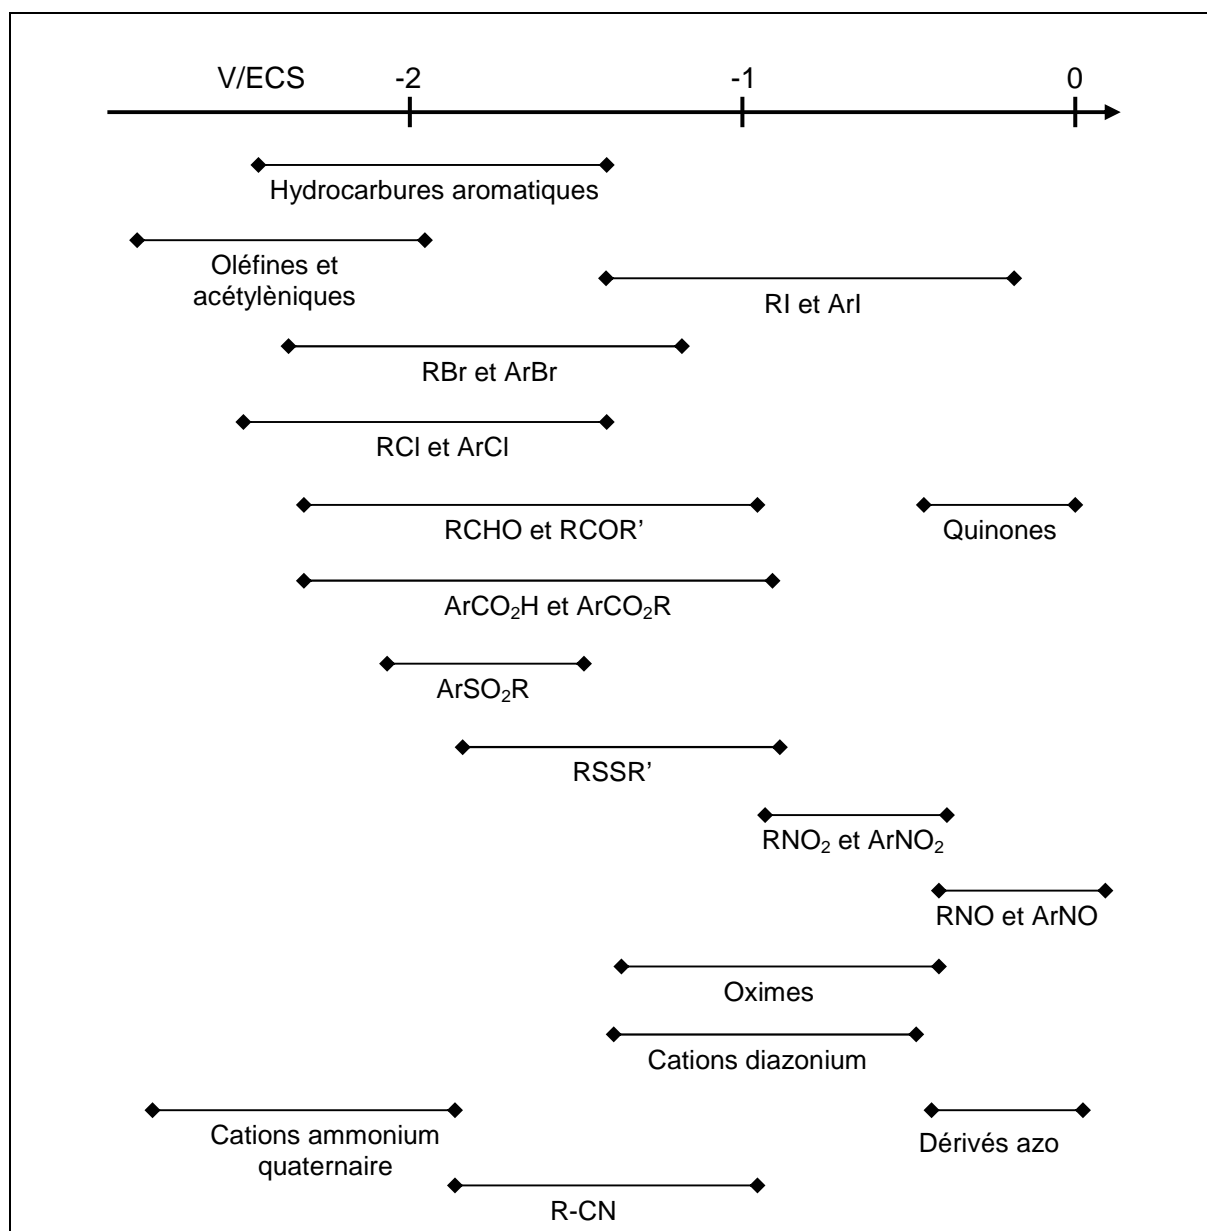 V/ECS -2 -1 0
Hydrocarbures aromatiques
Oléfines et
acétylèniques
RI et ArI
RBr et ArBr
RCl et ArCl
RCHO et RCOR’ Quinones
ArCO₂H et ArCO₂R
ArSO₂R
RSSR’
RNO₂ et ArNO₂
RNO et ArNO
Oximes
Cations diazonium
Cations ammonium
quaternaire
Dérivés azo
R-CN